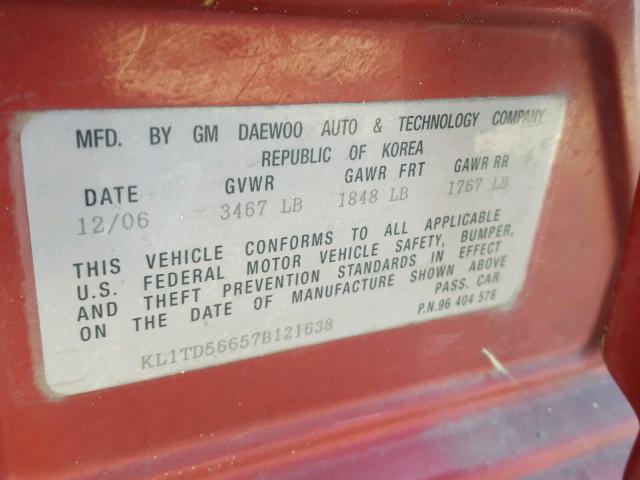 MFD. BY GM DAEWOO AUTO & TECHNOLOGY COMPANY
REPUBLIC OF KOREA
DATE GVWR GAWR FRT GAWR RR
12/06 3467 LB 1848 LB 1767 LB
THIS VEHICLE CONFORMS TO ALL APPLICABLE
U.S. FEDERAL MOTOR VEHICLE SAFETY, BUMPER,
AND THEFT PREVENTION STANDARDS IN EFFECT
ON THE DATE OF MANUFACTURE SHOWN ABOVE
PASS. CAR
P.N.96 404 578
KL1TD56657B121638